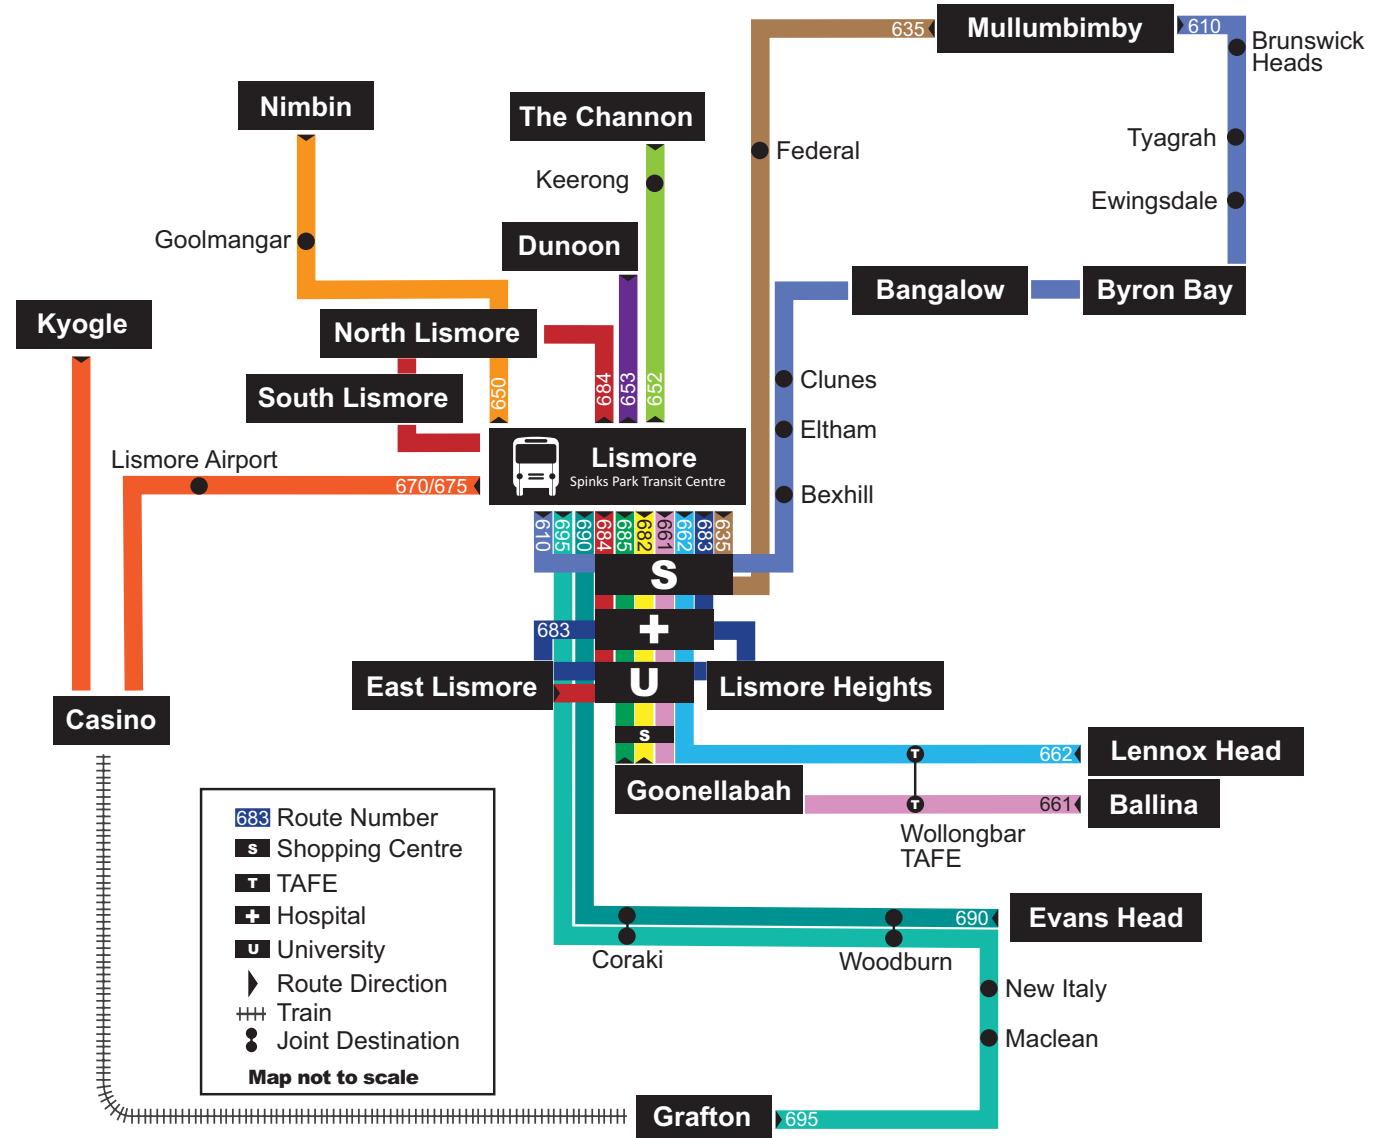 635
Mullumbimby
610
Brunswick
Heads
Nimbin
The Channon
Federal
Tyagrah
Keerong
Ewingsdale
Goolmangar
Dunoon
Bangalow
Byron Bay
Kyogle
North Lismore
South Lismore
650
684
653
652
Clunes
Eltham
Lismore Airport
Lismore
Spinks Park Transit Centre
670/675
Bexhill
610
695
690
684
685
682
661
662
683
635
S
683
East Lismore
U
Lismore Heights
S
Casino
662
Lennox Head
T
Goonellabah
T
661
Ballina
Wollongbar
TAFE
683 Route Number
S Shopping Centre
T TAFE
Hospital
U University
Route Direction
Train
Joint Destination
Map not to scale
690
Evans Head
Coraki
Woodburn
New Italy
Maclean
Grafton
695